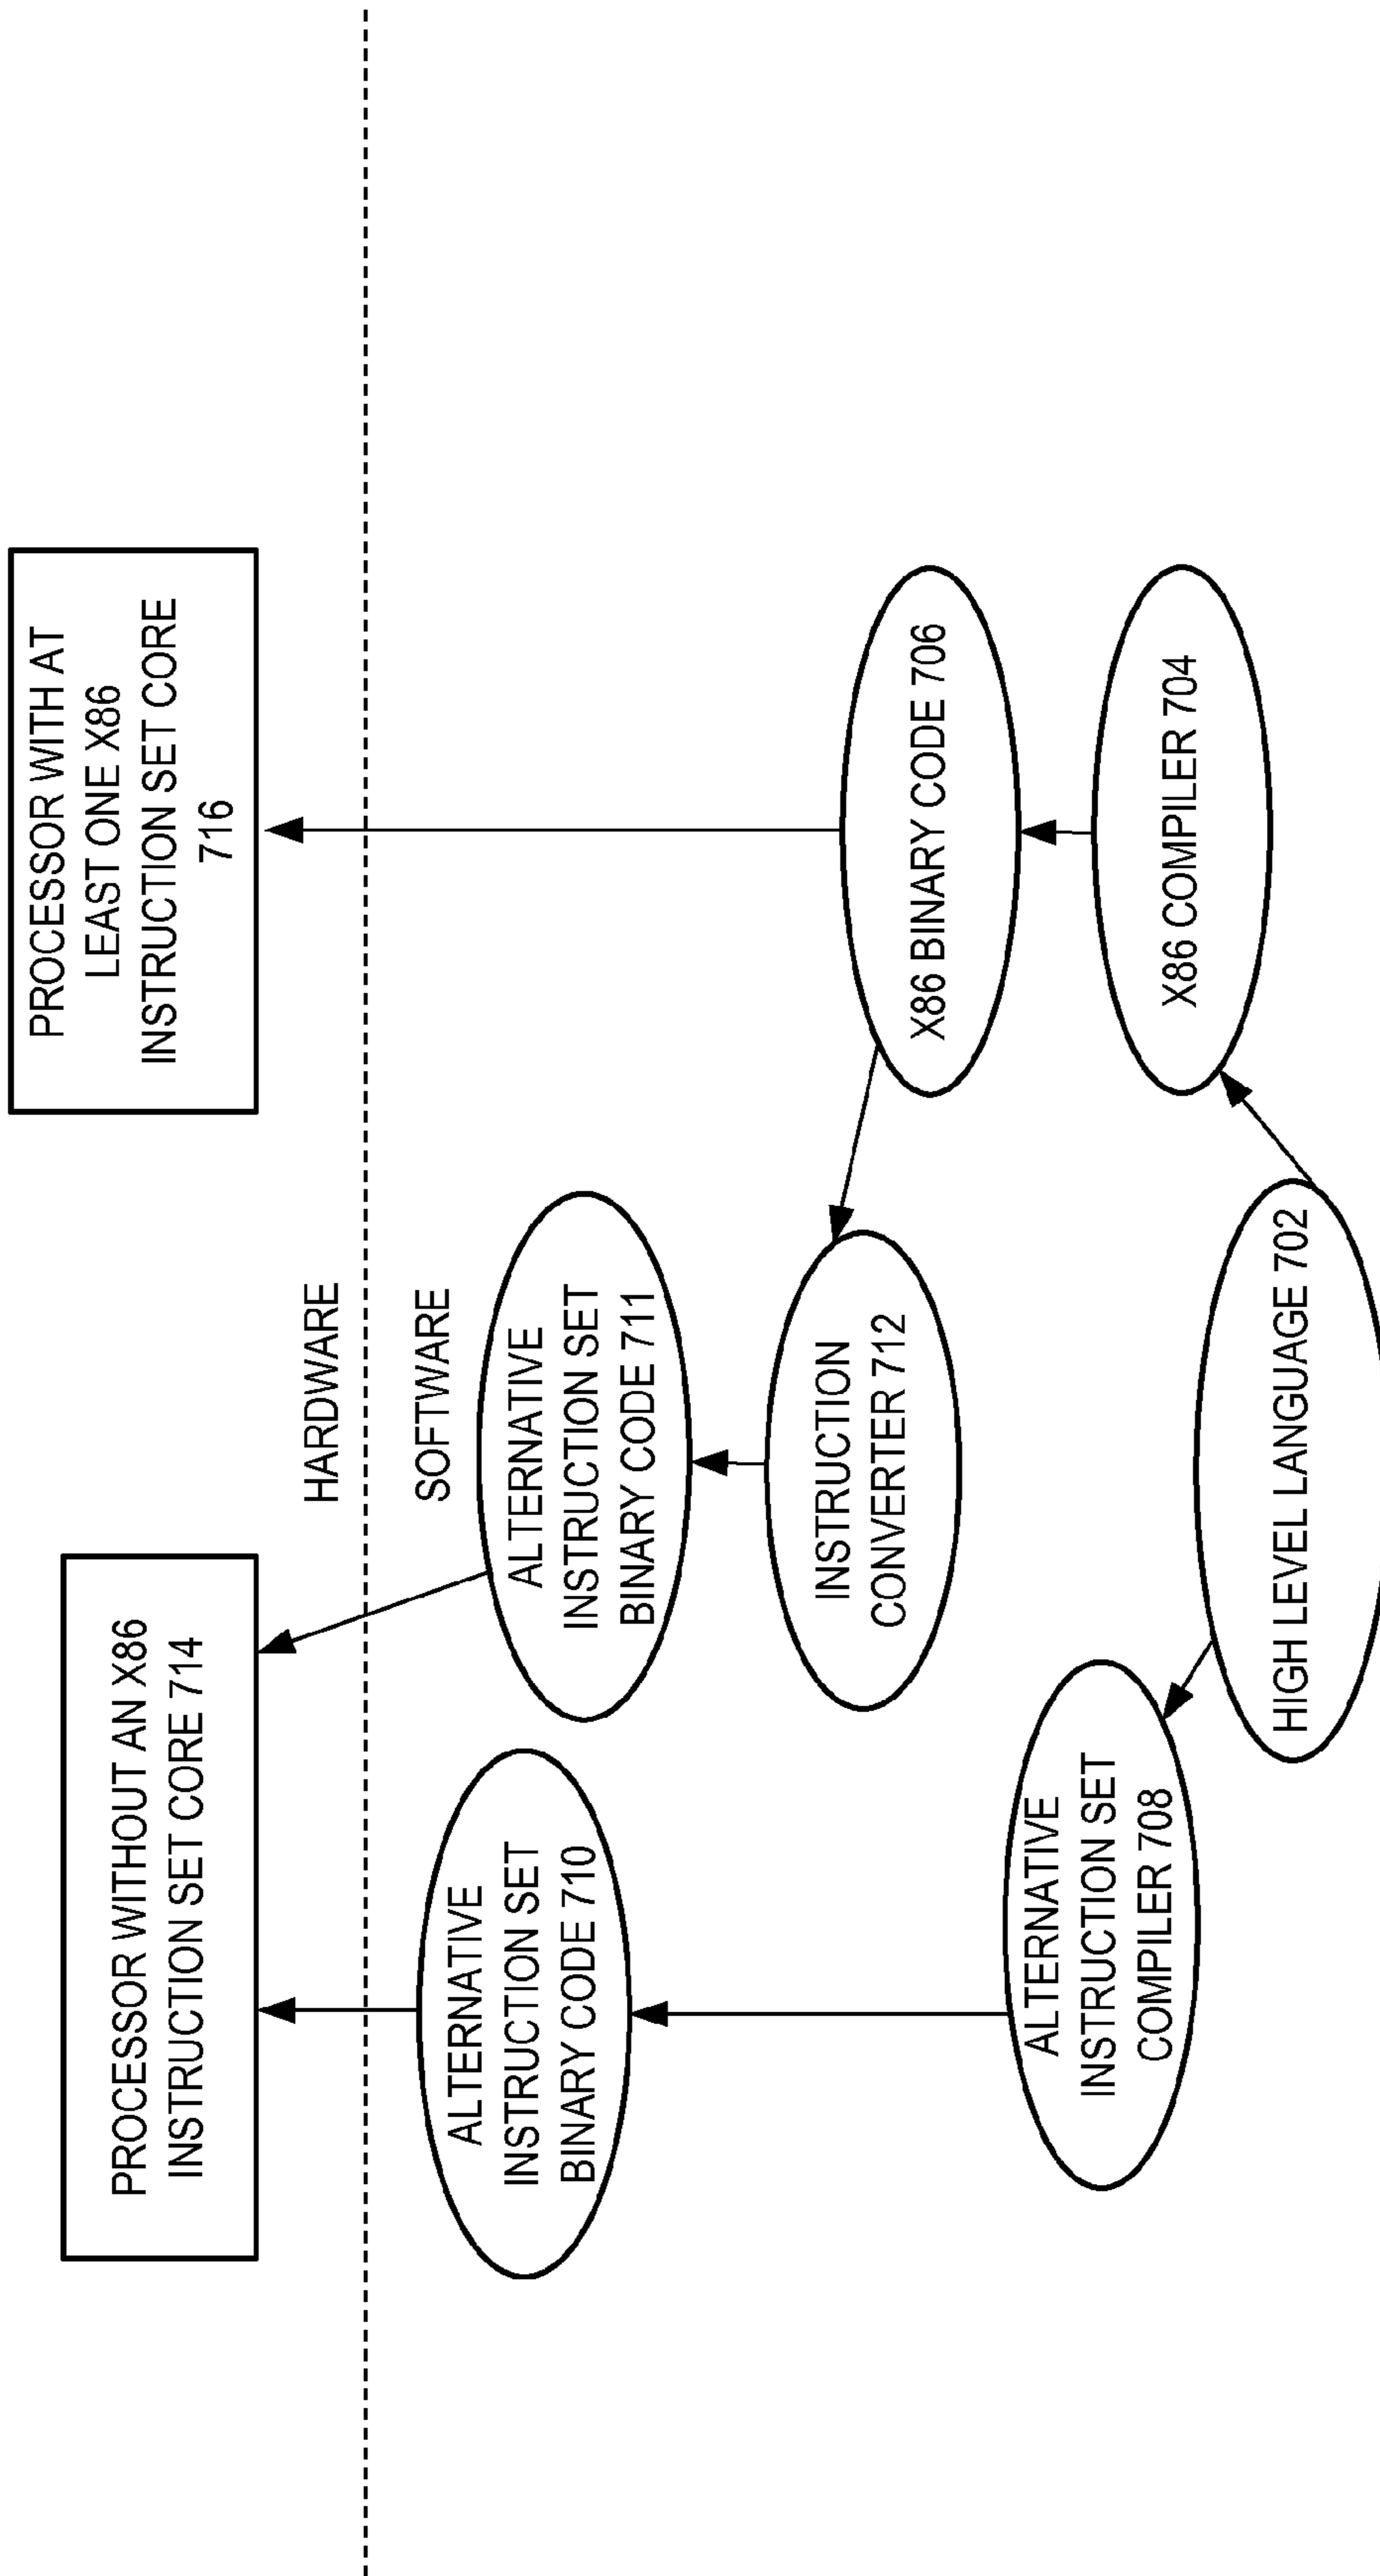 PROCESSOR WITHOUT AN X86
INSTRUCTION SET CORE 714
PROCESSOR WITH AT
LEAST ONE X86
INSTRUCTION SET CORE
716
HARDWARE
SOFTWARE
ALTERNATIVE
INSTRUCTION SET
BINARY CODE 710
ALTERNATIVE
INSTRUCTION SET
BINARY CODE 711
INSTRUCTION
CONVERTER 712
X86 BINARY CODE 706
ALTERNATIVE
INSTRUCTION SET
COMPILER 708
X86 COMPILER 704
HIGH LEVEL LANGUAGE 702